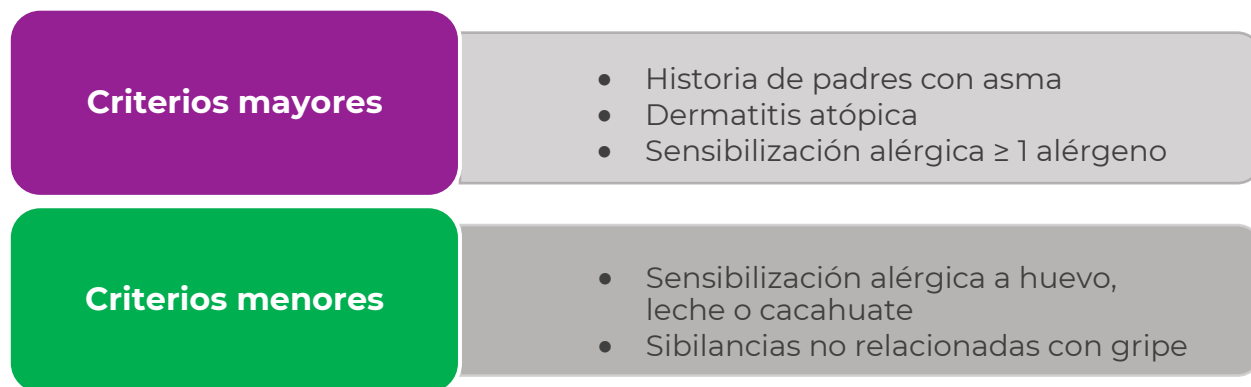 Criterios mayores
• Historia de padres con asma
• Dermatitis atópica
• Sensibilización alérgica ≥ 1 alérgeno
Criterios menores
• Sensibilización alérgica a huevo,
leche o cacahuate
• Sibilancias no relacionadas con gripe